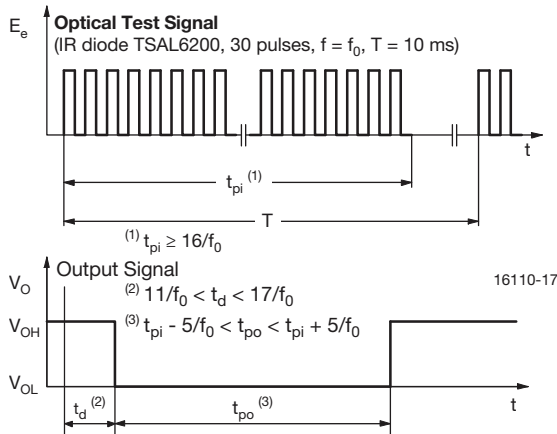 E_e
Optical Test Signal
(IR diode TSAL6200, 30 pulses, f = f₀, T = 10 ms)
t
t_pi ⁽¹⁾
T
⁽¹⁾ t_pi ≥ 16/f₀
V_O
Output Signal
16110-17
⁽²⁾ 11/f₀ < t_d < 17/f₀
V_OH
⁽³⁾ t_pi - 5/f₀ < t_po < t_pi + 5/f₀
V_OL
t_d ⁽²⁾
t_po ⁽³⁾
t